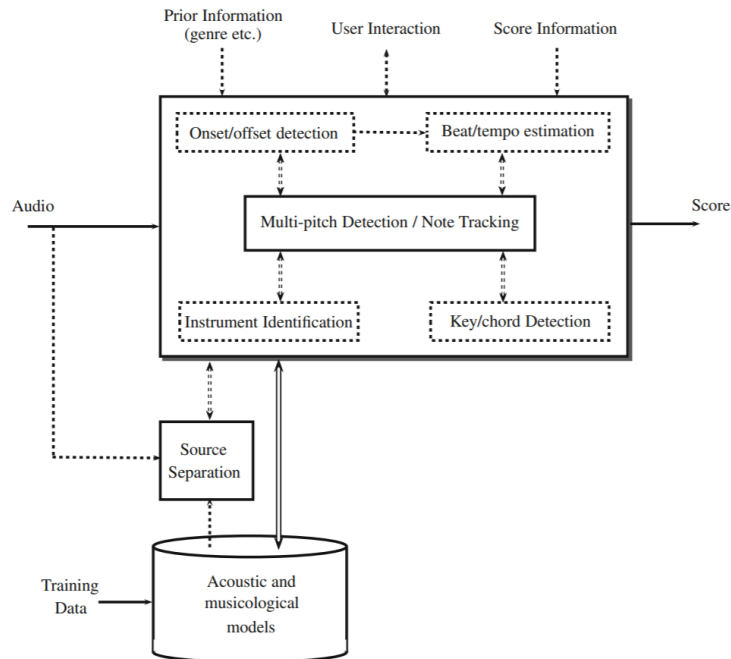 Prior Information
(genre etc.)
User Interaction
Score Information
Onset/offset detection
Beat/tempo estimation
Audio
Multi-pitch Detection / Note Tracking
Score
Instrument Identification
Key/chord Detection
Source
Separation
Training
Data
Acoustic and
musicological
models